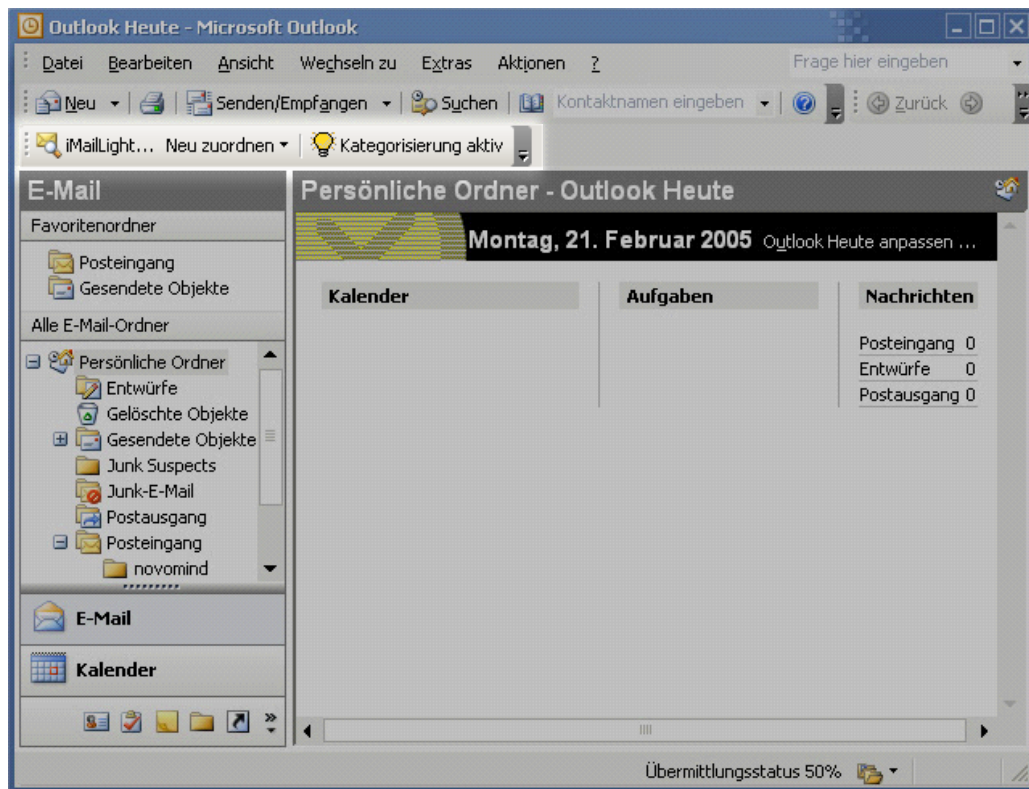 Outlook Heute - Microsoft Outlook
Datei Bearbeiten Ansicht Wechseln zu Extras Aktionen ? Frage hier eingeben
Neu Senden/Empfangen Suchen Kontaktnamen eingeben Zurück
iMailLight... Neu zuordnen Kategorisierung aktiv
E-Mail
Favoritenordner
Posteingang
Gesendete Objekte
Alle E-Mail-Ordner
Persönliche Ordner
Entwürfe
Gelöschte Objekte
Gesendete Objekte
Junk Suspects
Junk-E-Mail
Postausgang
Posteingang
novomind
E-Mail
Kalender
Persönliche Ordner - Outlook Heute
Montag, 21. Februar 2005 Outlook Heute anpassen ...
Kalender Aufgaben Nachrichten
Posteingang 0
Entwürfe 0
Postausgang 0
Übermittlungsstatus 50%